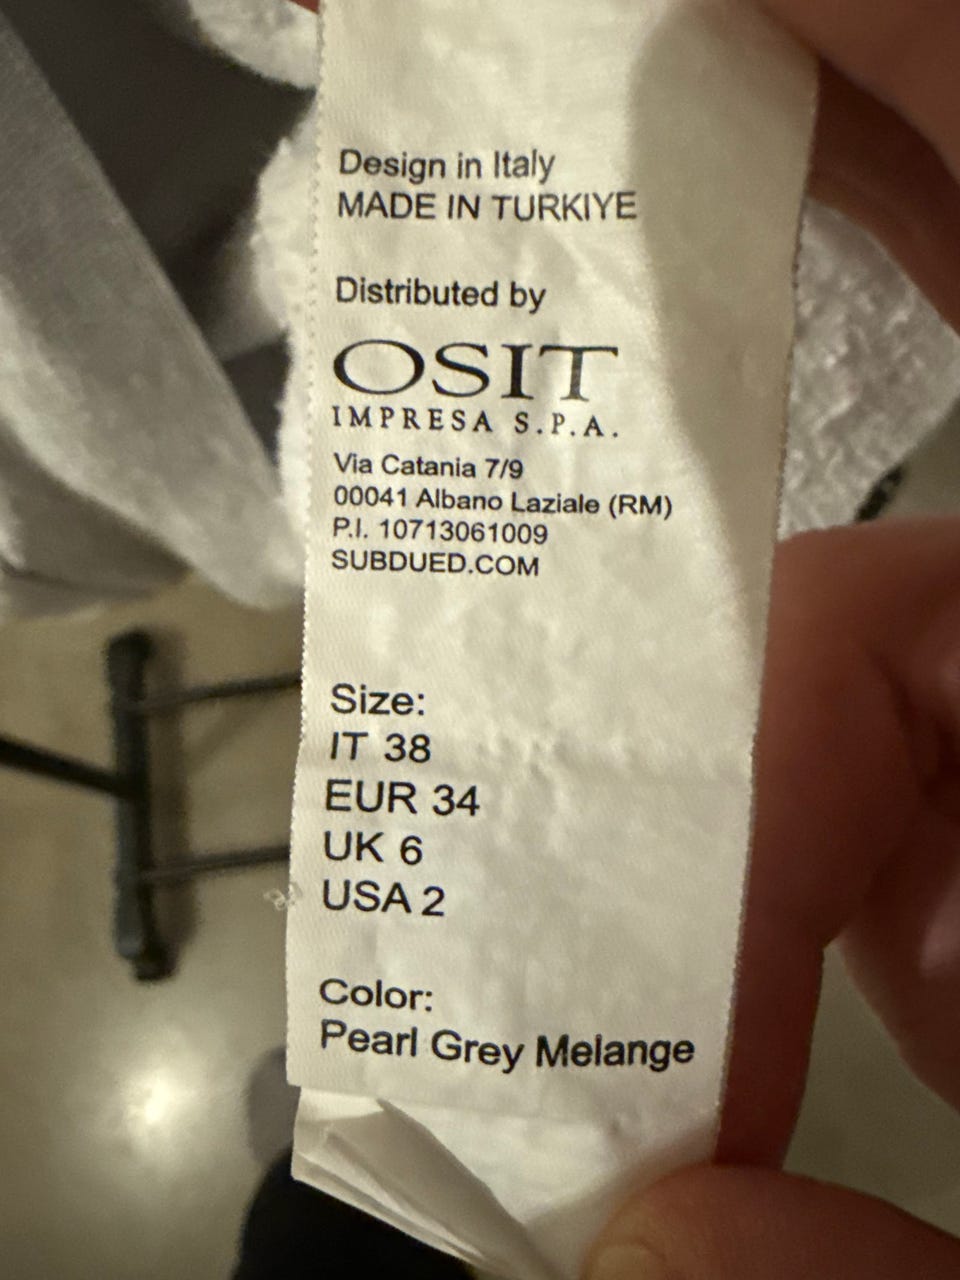 Design in Italy
MADE IN TURKIYE
Distributed by
OSIT
IMPRESA S.P.A.
Via Catania 7/9
00041 Albano Laziale (RM)
P.I. 10713061009
SUBDUED.COM
Size:
IT 38
EUR 34
UK 6
USA 2
Color:
Pearl Grey Melange